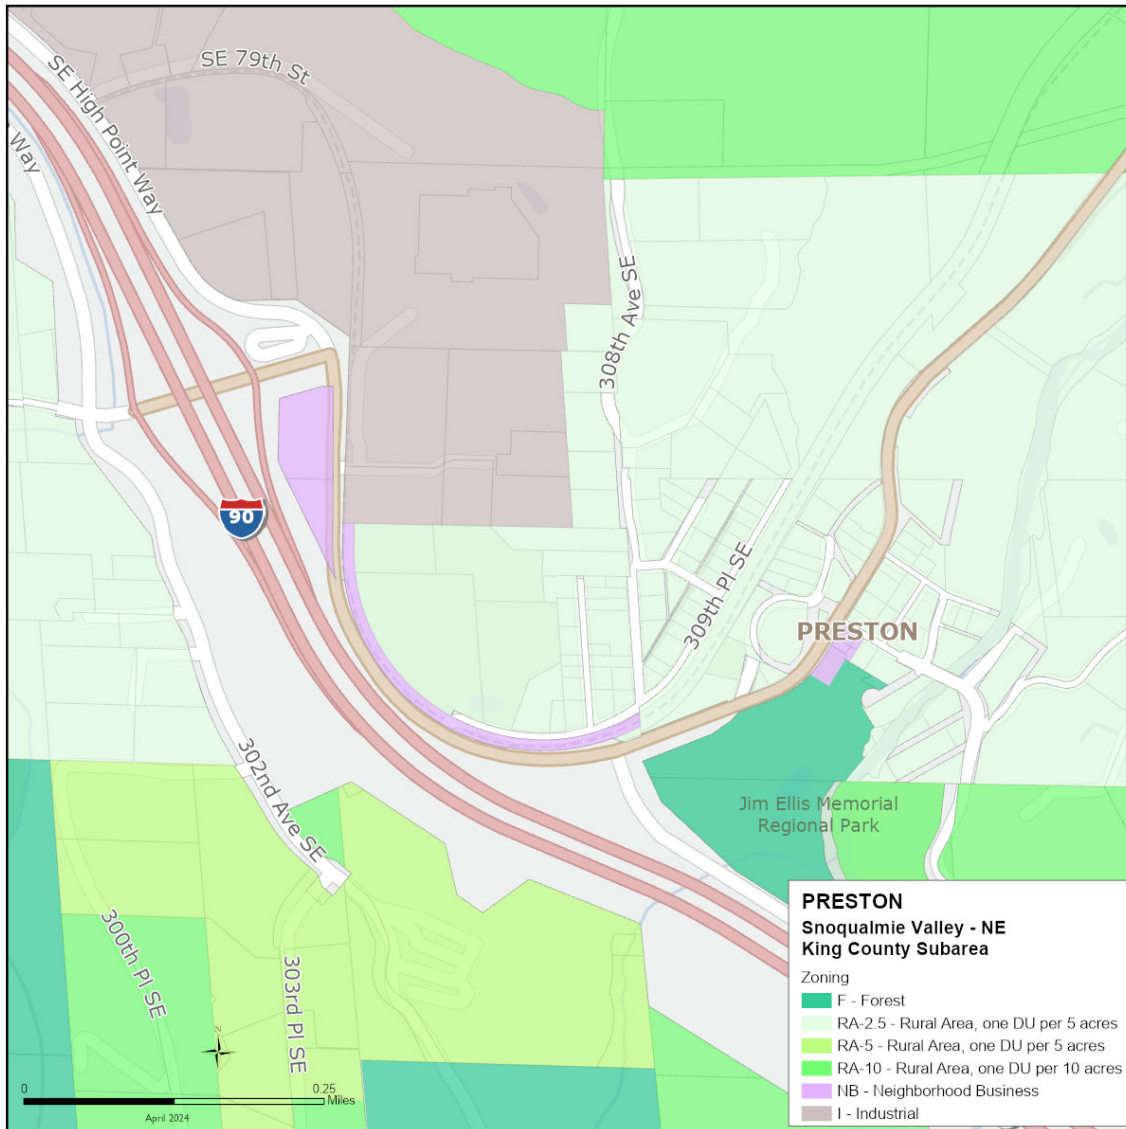 SE 79th St
SE High Point Way
Way
308th Ave SE
90
309th Pl SE
PRESTON
302nd Ave SE
Jim Ellis Memorial
Regional Park
300th Pl SE
303rd Pl SE
N
0 0.25
Miles
April 2024
PRESTON
Snoqualmie Valley - NE
King County Subarea
Zoning
F - Forest
RA-2.5 - Rural Area, one DU per 5 acres
RA-5 - Rural Area, one DU per 5 acres
RA-10 - Rural Area, one DU per 10 acres
NB - Neighborhood Business
I - Industrial